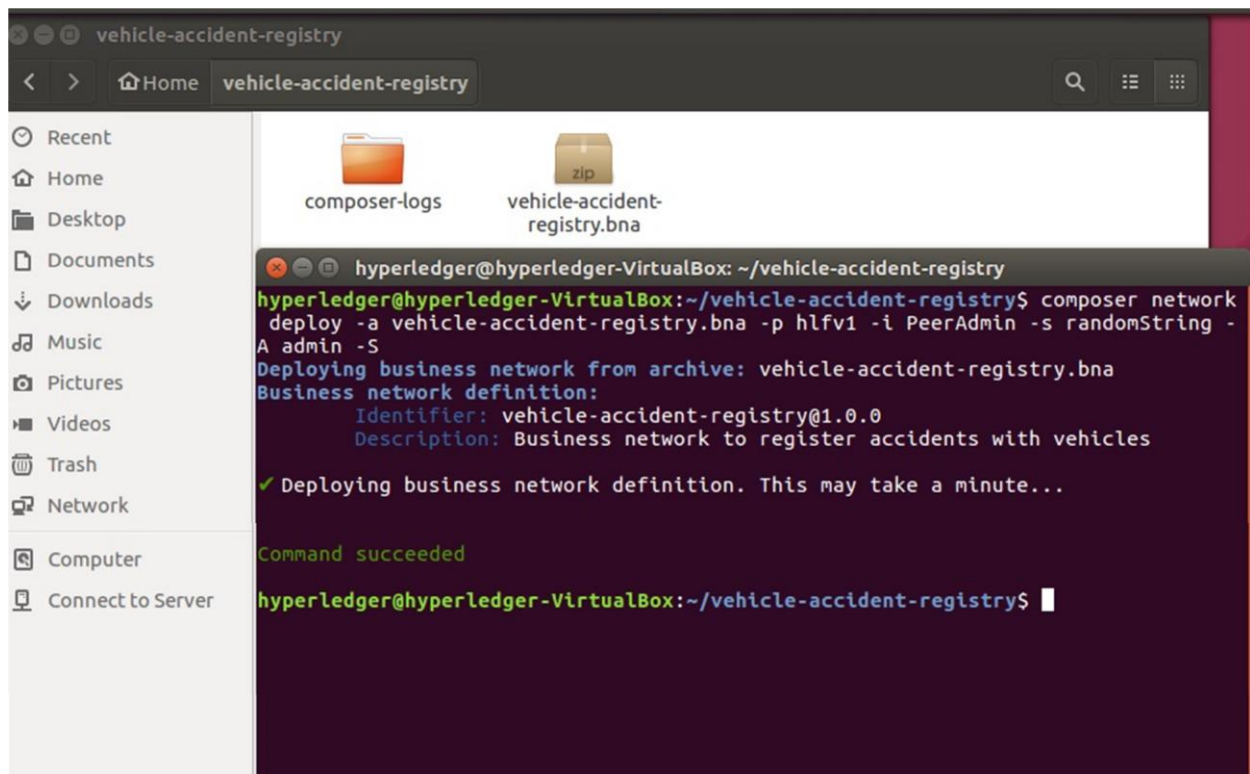 vehicle-accident-registry
Home vehicle-accident-registry
Recent
Home
Desktop
Documents
Downloads
Music
Pictures
Videos
Trash
Network
Computer
Connect to Server
composer-logs
zip
vehicle-accident-
registry.bna
hyperledger@hyperledger-VirtualBox: ~/vehicle-accident-registry
hyperledger@hyperledger-VirtualBox:~/vehicle-accident-registry$ composer network
 deploy -a vehicle-accident-registry.bna -p hlfv1 -i PeerAdmin -s randomString -
A admin -S
Deploying business network from archive: vehicle-accident-registry.bna
Business network definition:
Identifier: vehicle-accident-registry@1.0.0
Description: Business network to register accidents with vehicles
✔ Deploying business network definition. This may take a minute...
Command succeeded
hyperledger@hyperledger-VirtualBox:~/vehicle-accident-registry$